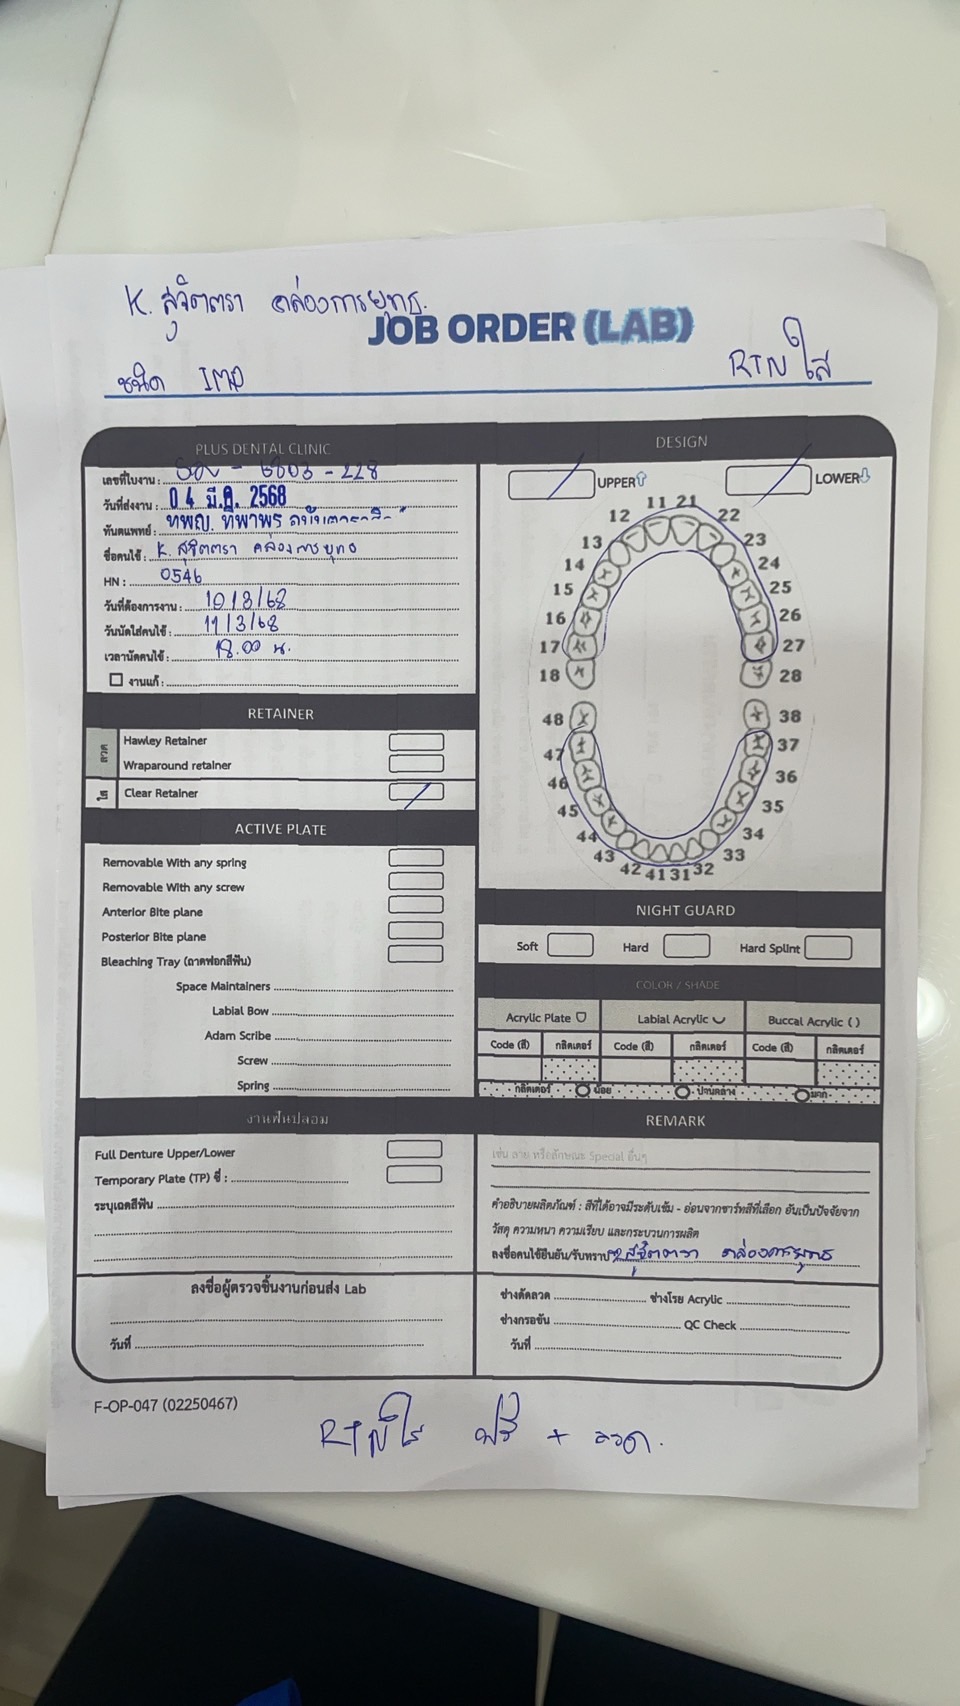 K. สุจิตตรา คล่องการยุทธ.
JOB ORDER (LAB)
ชนิด IMP
RTN ใส
PLUS DENTAL CLINIC
เลขที่ใบงาน : - 6803 - 228
วันที่ส่งงาน : 04 มี.ค. 2568
ทันตแพทย์ : ทพญ. ทิพาพร
ชื่อคนไข้ : K. สุจิตตรา คล่องการยุทธ
HN : 0546
วันที่ต้องการงาน : 10/3/68
วันนัดใส่คนไข้ : 11/3/68
เวลานัดคนไข้ : 18.00 น.
งานแก้ :
RETAINER
ลวด
Hawley Retainer
Wraparound retainer
ใส
Clear Retainer
ACTIVE PLATE
Removable With any spring
Removable With any screw
Anterior Bite plane
Posterior Bite plane
Bleaching Tray (ถาดฟอกสีฟัน)
Space Maintainers
Labial Bow
Adam Scribe
Screw
Spring
งานฟันปลอม
Full Denture Upper/Lower
Temporary Plate (TP) ซี่ :
ระบุเฉดสีฟัน
ลงชื่อผู้ตรวจชิ้นงานก่อนส่ง Lab
วันที่
DESIGN
UPPER
LOWER
11 21
12 22
13 23
14 24
15 25
16 26
17 27
18 28
48 38
47 37
46 36
45 35
44 34
43 33
42 41 31 32
NIGHT GUARD
Soft Hard Hard Splint
COLOR / SHADE
Acrylic Plate Labial Acrylic Buccal Acrylic ( )
Code (สี) กลิตเตอร์ Code (สี) กลิตเตอร์ Code (สี) กลิตเตอร์
กลิตเตอร์ น้อย ปานกลาง มาก
REMARK
เช่น ลาย หรือลักษณะ Special อื่นๆ
คำอธิบายผลิตภัณฑ์ : สีที่ได้อาจมีระดับเข้ม - อ่อนจากชาร์ทสีที่เลือก อันเป็นปัจจัยจาก
วัสดุ ความหนา ความเรียบ และกระบวนการผลิต
ลงชื่อคนไข้ยืนยัน/รับทราบ สุจิตตรา คล่องการยุทธ
ช่างดัดลวด ช่างโรย Acrylic
ช่างกรอขัน QC Check
วันที่
F-OP-047 (02250467)
RTN ใส ฟรี + ลวด.